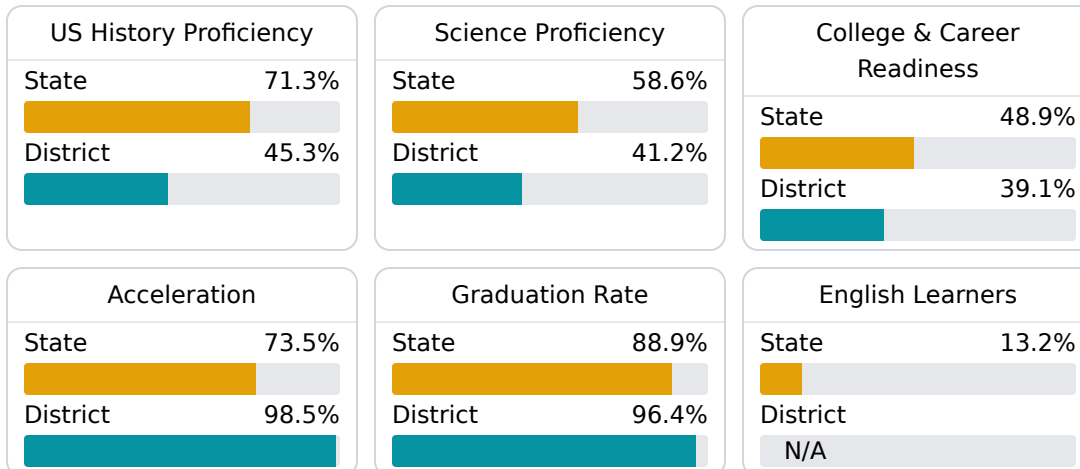 US History Proficiency
State 71.3%
District 45.3%
Science Proficiency
State 58.6%
District 41.2%
College & Career
Readiness
State 48.9%
District 39.1%
Acceleration
State 73.5%
District 98.5%
Graduation Rate
State 88.9%
District 96.4%
English Learners
State 13.2%
District
N/A